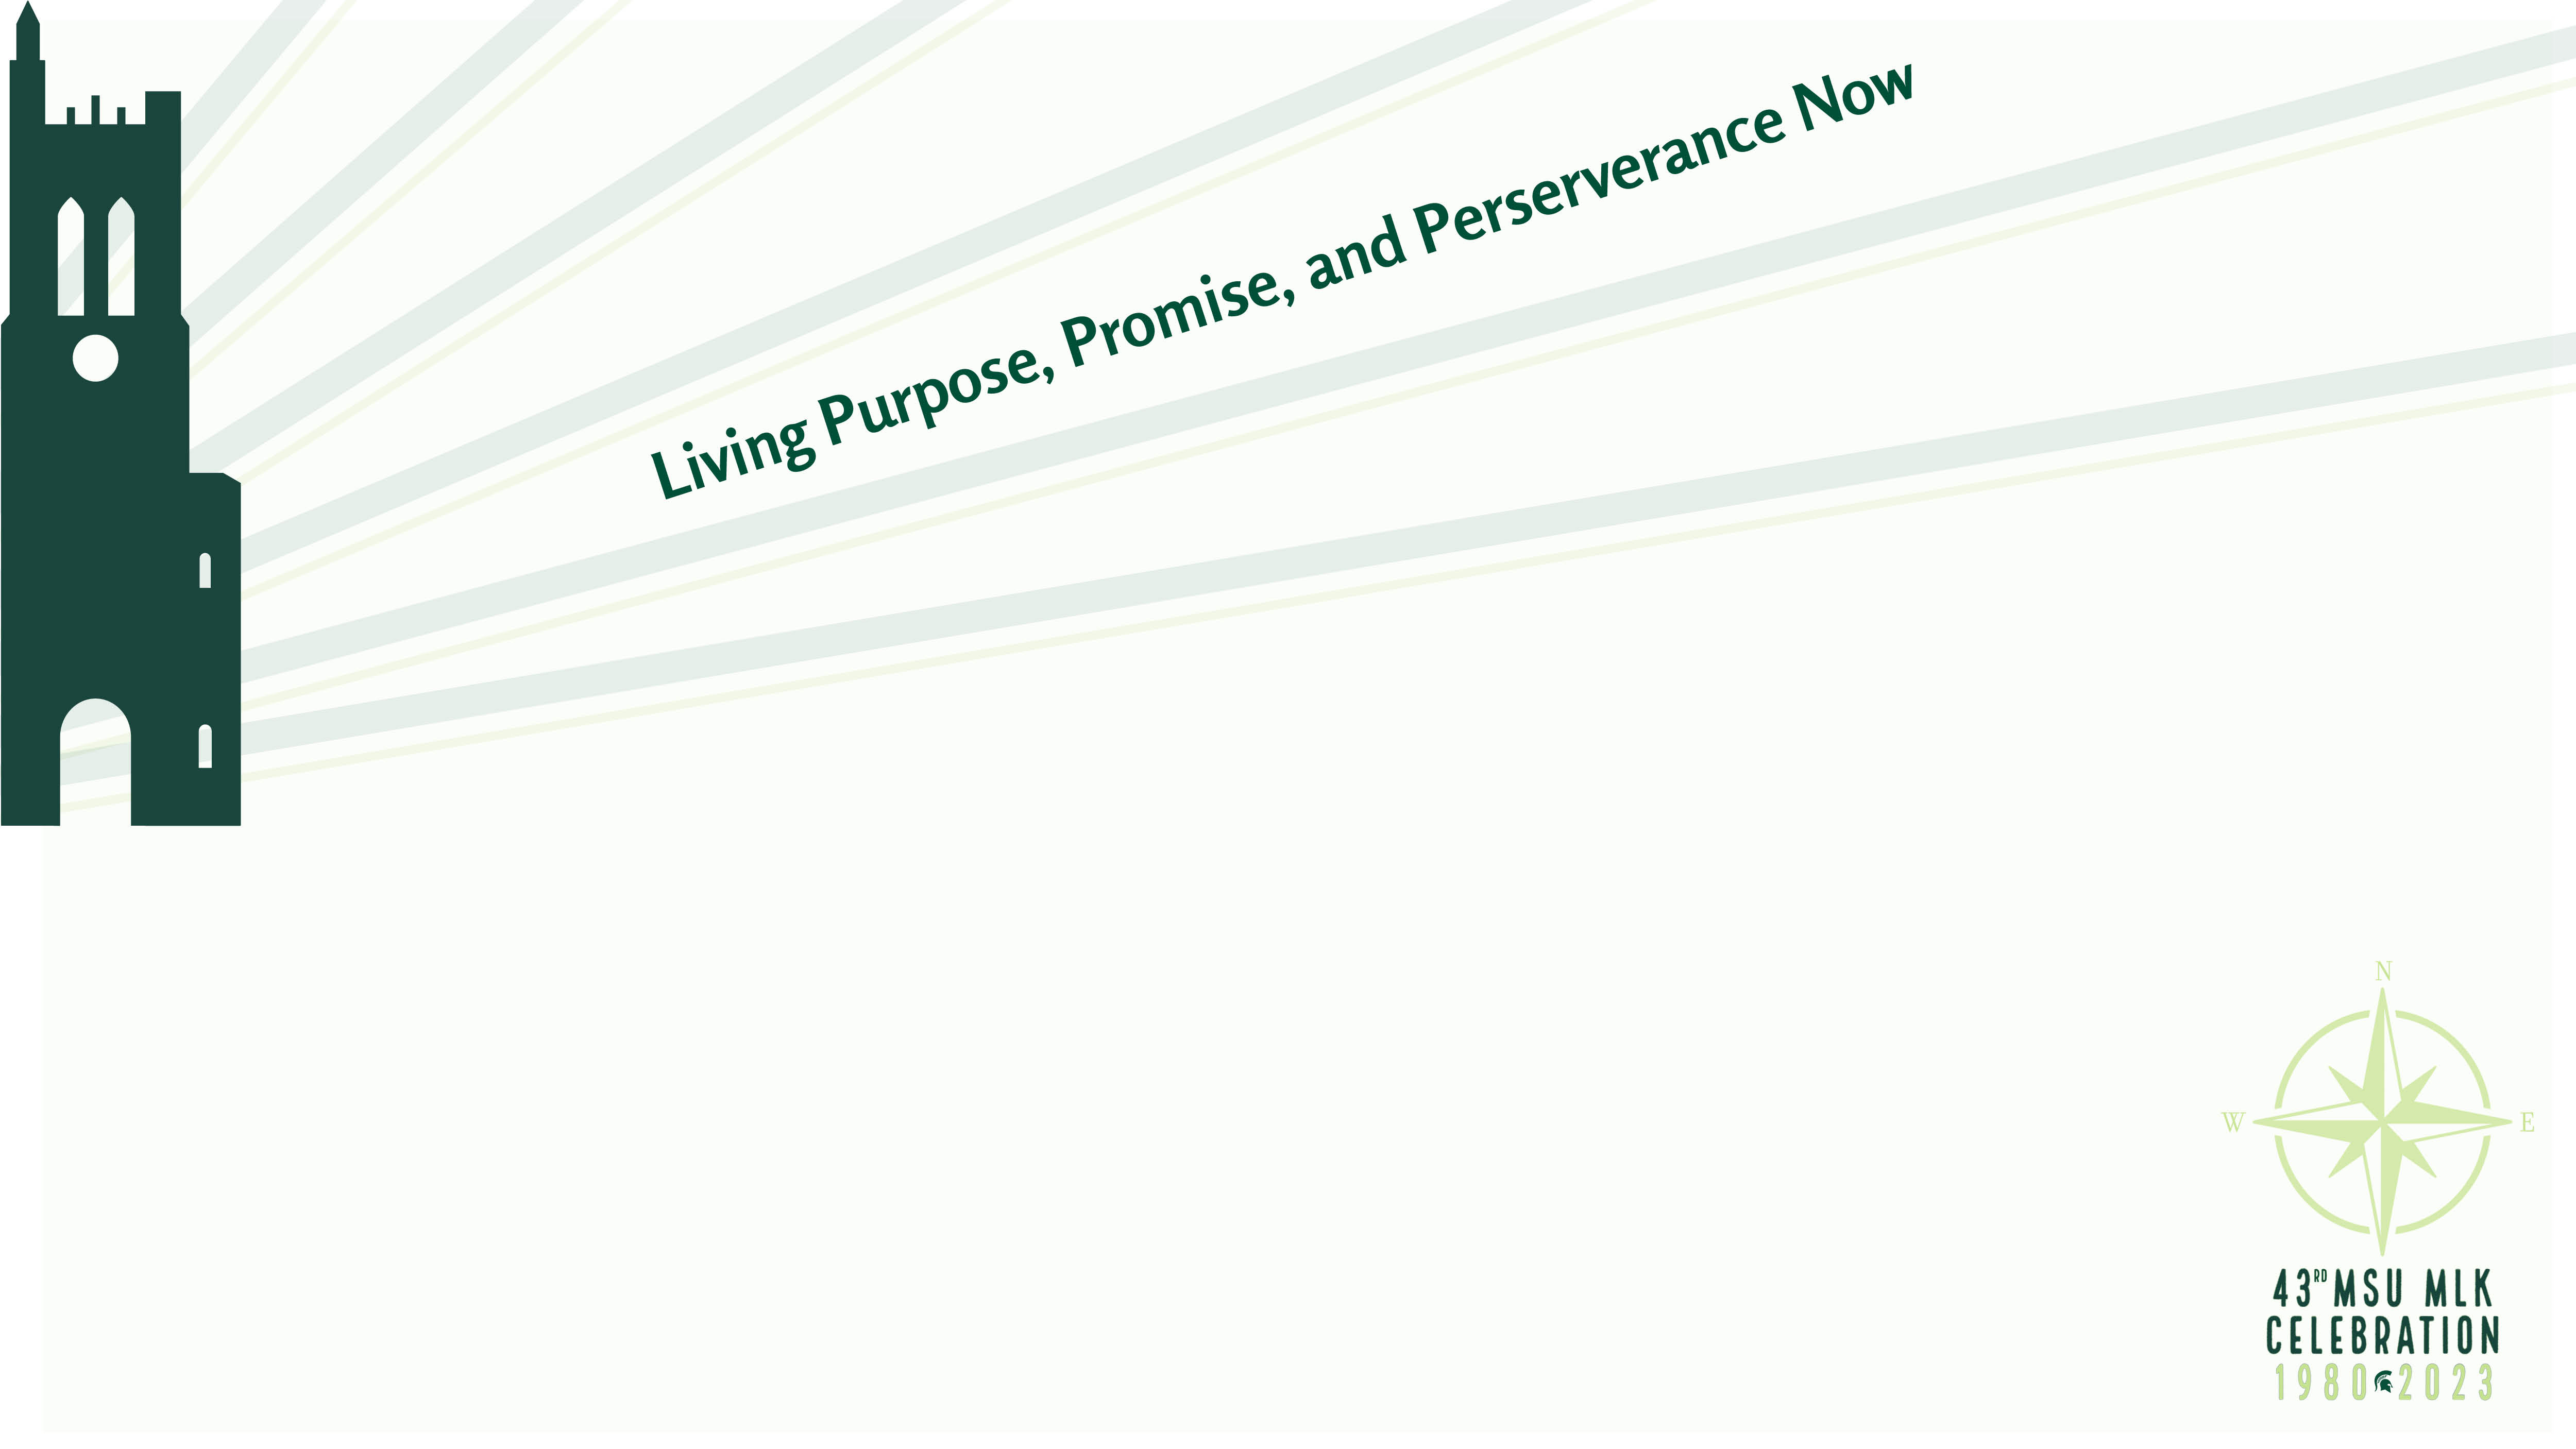 Living Purpose, Promise, and Perserverance Now
N
W E
43RD MSU MLK
CELEBRATION
1980 2023